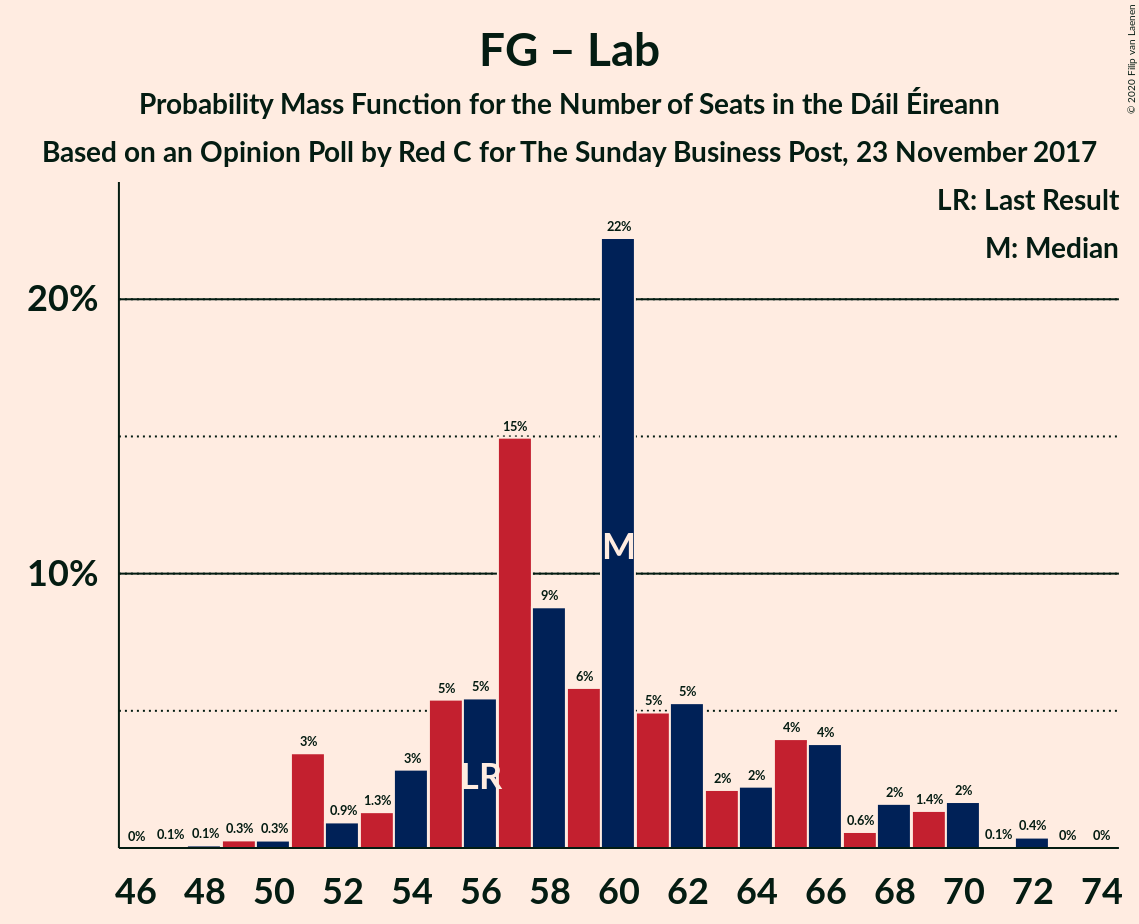 FG – Lab
Probability Mass Function for the Number of Seats in the Dáil Éireann
Based on an Opinion Poll by Red C for The Sunday Business Post, 23 November 2017
© 2020 Filip van Laenen
LR: Last Result
M: Median
20%
10%
0% 0.1% 0.1% 0.3% 0.3% 3% 0.9% 1.3% 3% 5% 5% 15% 9% 6% 22% 5% 5% 2% 2% 4% 4% 0.6% 2% 1.4% 2% 0.1% 0.4% 0% 0%
M
LR
46 48 50 52 54 56 58 60 62 64 66 68 70 72 74